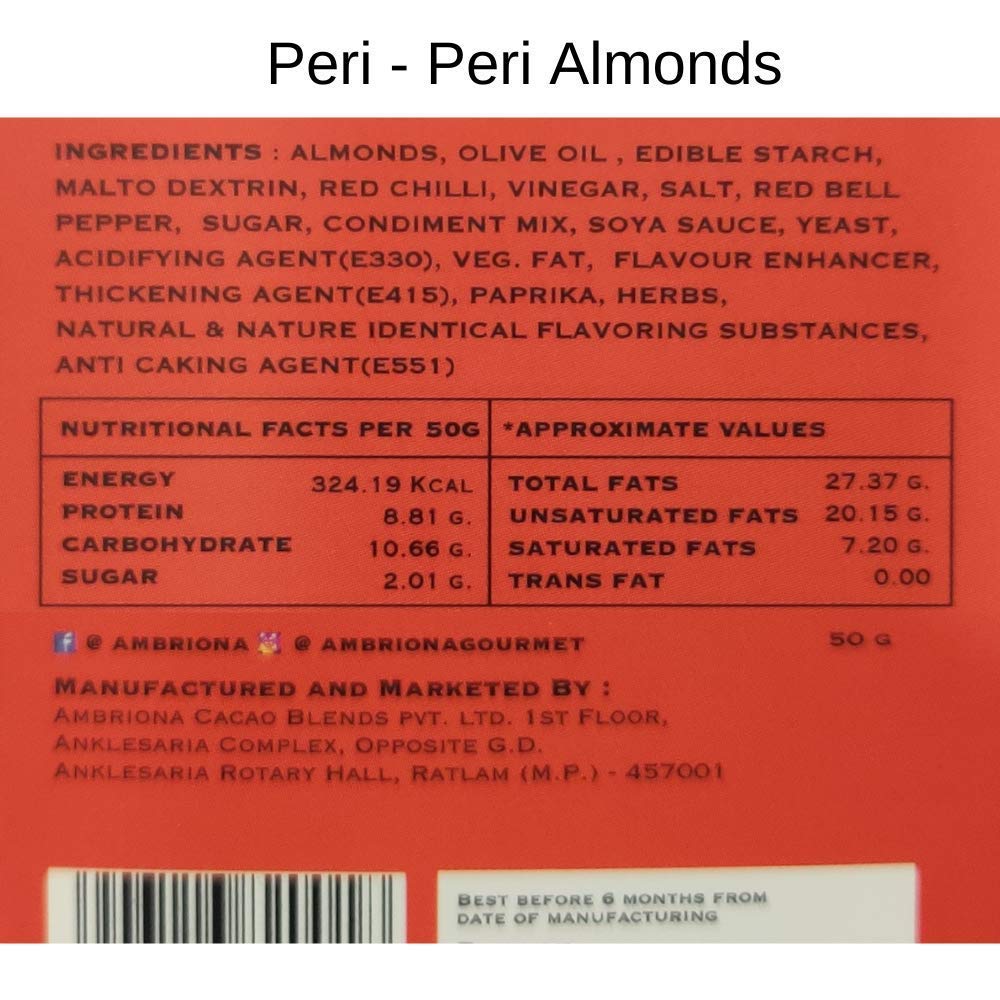 Peri - Peri Almonds
INGREDIENTS : ALMONDS, OLIVE OIL , EDIBLE STARCH,
MALTO DEXTRIN, RED CHILLI, VINEGAR, SALT, RED BELL
PEPPER, SUGAR, CONDIMENT MIX, SOYA SAUCE, YEAST,
ACIDIFYING AGENT(E330), VEG. FAT, FLAVOUR ENHANCER,
THICKENING AGENT(E415), PAPRIKA, HERBS,
NATURAL & NATURE IDENTICAL FLAVORING SUBSTANCES,
ANTI CAKING AGENT(E551)
NUTRITIONAL FACTS PER 50G *APPROXIMATE VALUES
ENERGY 324.19 KCAL TOTAL FATS 27.37 G.
PROTEIN 8.81 G. UNSATURATED FATS 20.15 G.
CARBOHYDRATE 10.66 G. SATURATED FATS 7.20 G.
SUGAR 2.01 G. TRANS FAT 0.00
@ AMBRIONA @ AMBRIONAGOURMET 50 G
MANUFACTURED AND MARKETED BY :
AMBRIONA CACAO BLENDS PVT. LTD. 1ST FLOOR,
ANKLESARIA COMPLEX, OPPOSITE G.D.
ANKLESARIA ROTARY HALL, RATLAM (M.P.) - 457001
BEST BEFORE 6 MONTHS FROM
DATE OF MANUFACTURING